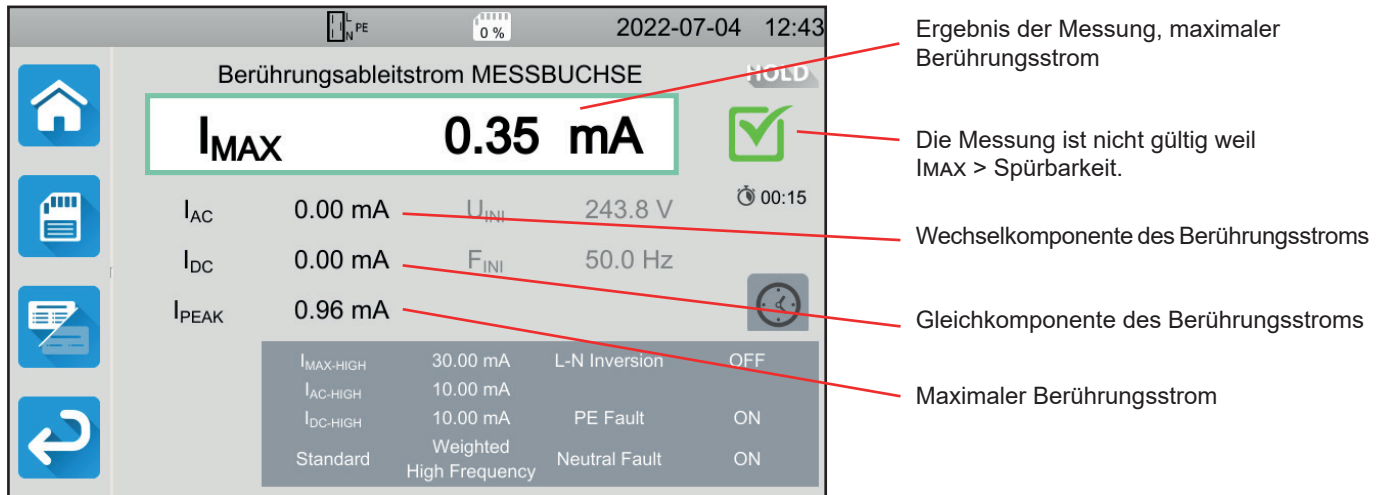 L
N PE
0 %
2022-07-04 12:43
Berührungsableitstrom MESSBUCHSE
HOLD
IMAX 0.35 mA
00:15
IAC 0.00 mA UINI 243.8 V
IDC 0.00 mA FINI 50.0 Hz
IPEAK 0.96 mA
IMAX-HIGH 30.00 mA L-N Inversion OFF
IAC-HIGH 10.00 mA
IDC-HIGH 10.00 mA PE Fault ON
Standard Weighted High Frequency Neutral Fault ON
Ergebnis der Messung, maximaler
Berührungsstrom
Die Messung ist nicht gültig weil
IMAX > Spürbarkeit.
Wechselkomponente des Berührungsstroms
Gleichkomponente des Berührungsstroms
Maximaler Berührungsstrom